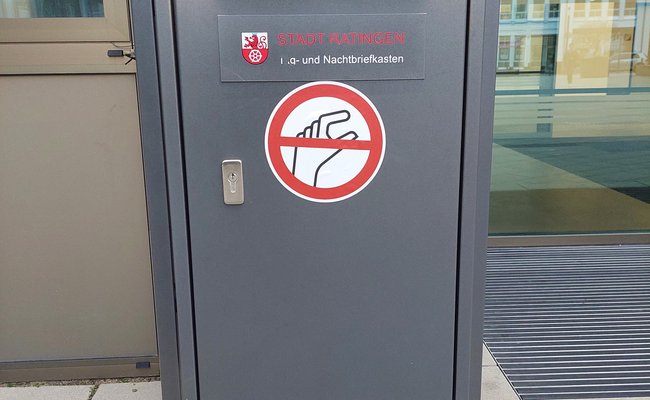 STADT RATINGEN
T.g- und Nachtbriefkasten